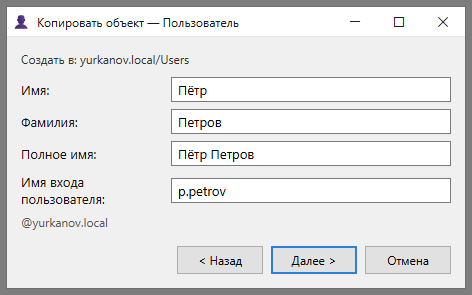 Копировать объект — Пользователь
Создать в: yurkanov.local/Users
Имя: Пётр
Фамилия: Петров
Полное имя: Пётр Петров
Имя входа
пользователя: p.petrov
@yurkanov.local
< Назад Далее > Отмена